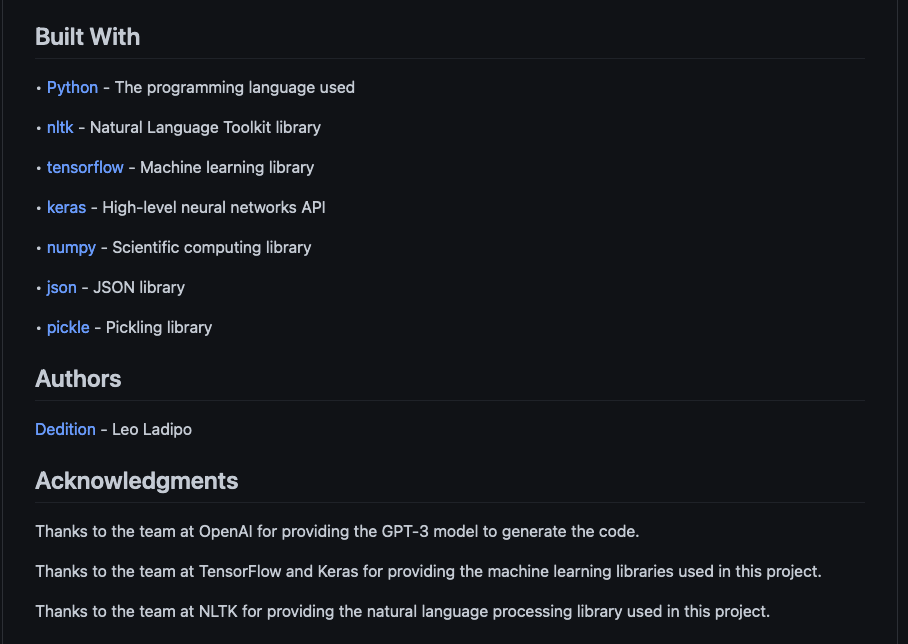 Built With
• Python - The programming language used
• nltk - Natural Language Toolkit library
• tensorflow - Machine learning library
• keras - High-level neural networks API
• numpy - Scientific computing library
• json - JSON library
• pickle - Pickling library
Authors
Dedition - Leo Ladipo
Acknowledgments
Thanks to the team at OpenAI for providing the GPT-3 model to generate the code.
Thanks to the team at TensorFlow and Keras for providing the machine learning libraries used in this project.
Thanks to the team at NLTK for providing the natural language processing library used in this project.